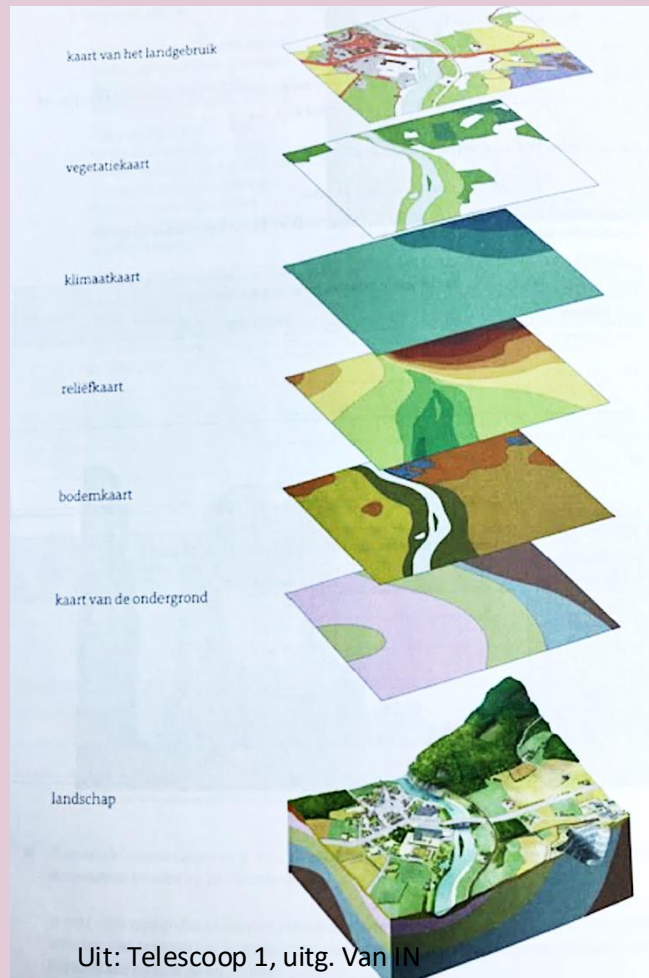 kaart van het landgebruik
vegetatiekaart
klimaatkaart
reliëfkaart
bodemkaart
kaart van de ondergrond
landschap
Uit: Telescoop 1, uitg. Van IN